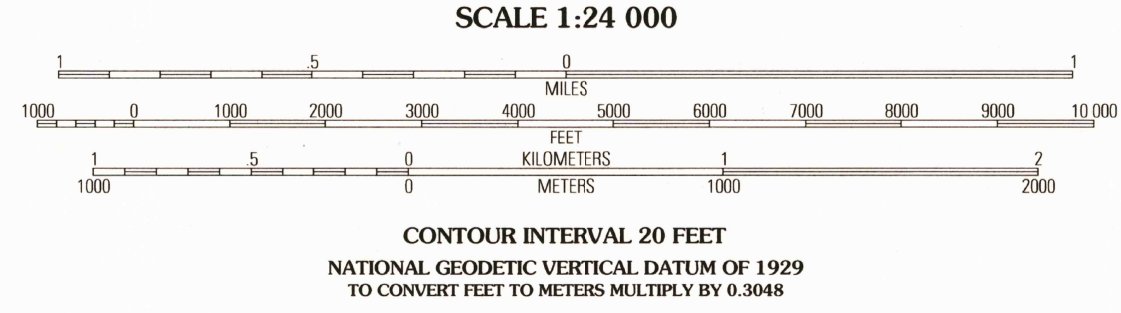 SCALE 1:24 000
1 .5 0 1
MILES
1000 0 1000 2000 3000 4000 5000 6000 7000 8000 9000 10 000
FEET
1 .5 0 KILOMETERS 1 2
1000 0 METERS 1000 2000
CONTOUR INTERVAL 20 FEET
NATIONAL GEODETIC VERTICAL DATUM OF 1929
TO CONVERT FEET TO METERS MULTIPLY BY 0.3048